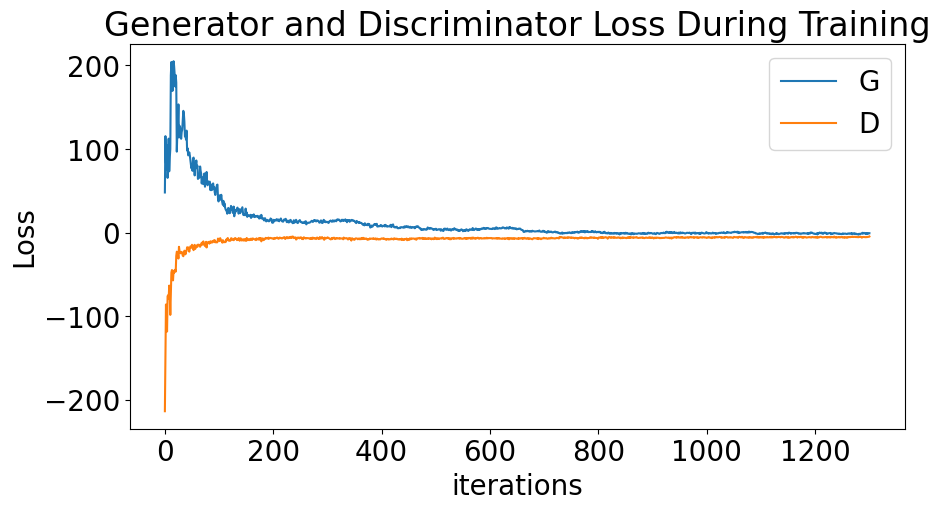 Generator and Discriminator Loss During Training
G
D
200
100
0
−100
−200
Loss
0 200 400 600 800 1000 1200
iterations